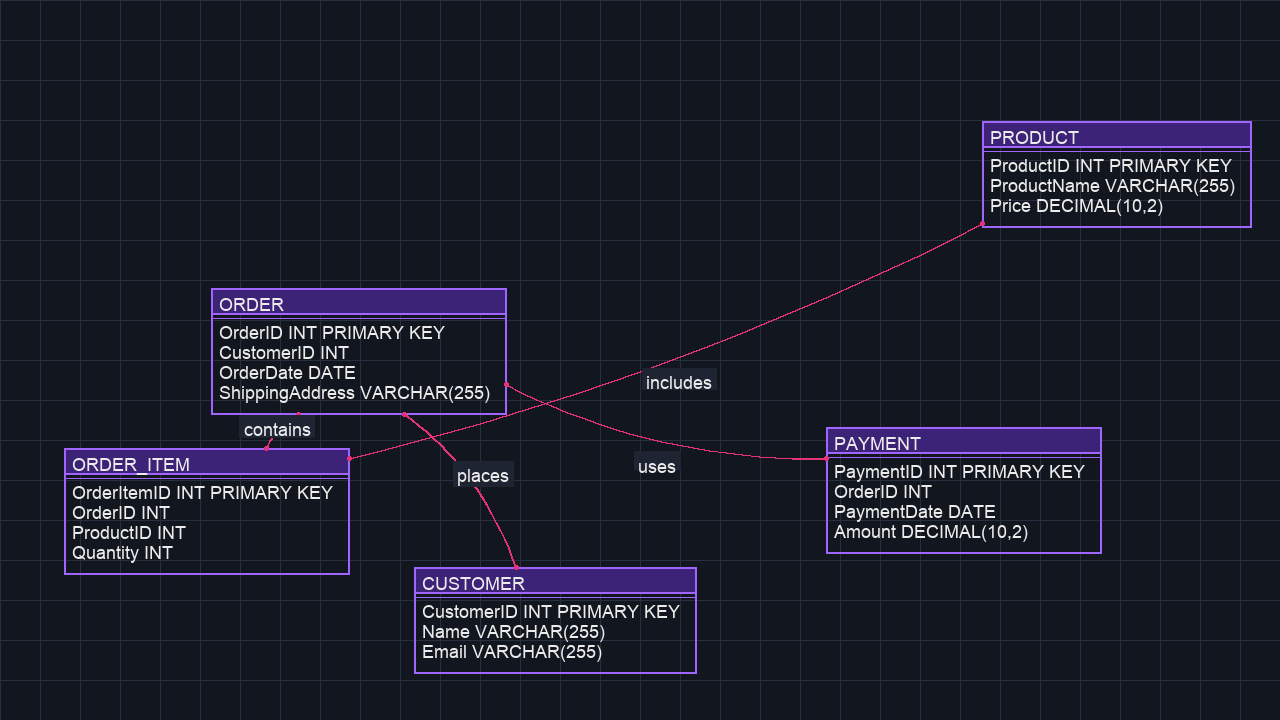 PRODUCT
ProductID INT PRIMARY KEY
ProductName VARCHAR(255)
Price DECIMAL(10,2)
ORDER
OrderID INT PRIMARY KEY
CustomerID INT
OrderDate DATE
ShippingAddress VARCHAR(255)
includes
contains
uses
places
ORDER_ITEM
OrderItemID INT PRIMARY KEY
OrderID INT
ProductID INT
Quantity INT
PAYMENT
PaymentID INT PRIMARY KEY
OrderID INT
PaymentDate DATE
Amount DECIMAL(10,2)
CUSTOMER
CustomerID INT PRIMARY KEY
Name VARCHAR(255)
Email VARCHAR(255)